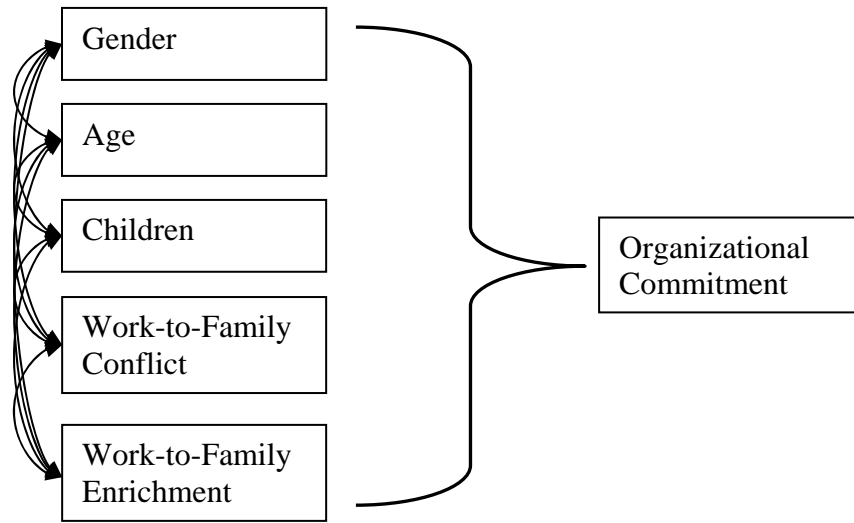 Gender
Age
Children
Work-to-Family
Conflict
Work-to-Family
Enrichment
Organizational
Commitment